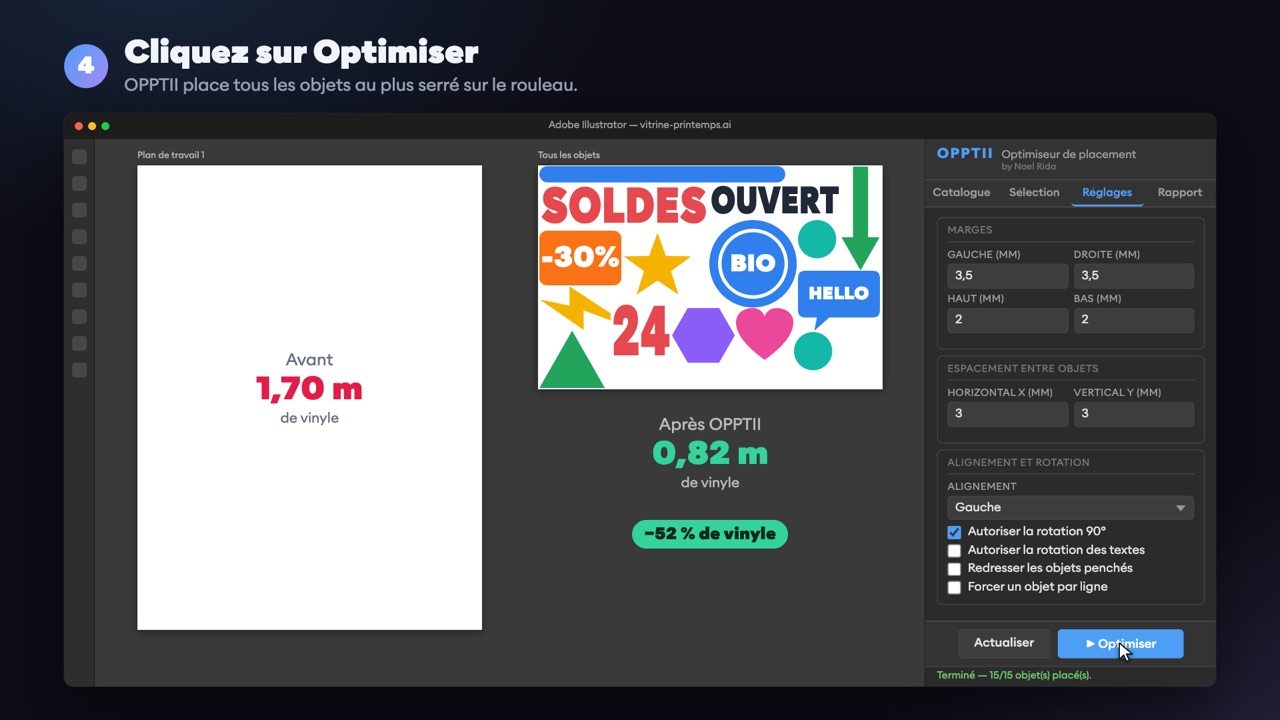 4
Cliquez sur Optimiser
OPPTII place tous les objets au plus serré sur le rouleau.
Adobe Illustrator — vitrine-printemps.ai
Plan de travail 1
Avant
1,70 m
de vinyle
Tous les objets
SOLDES OUVERT
-30%
BIO
HELLO
24
Après OPPTII
0,82 m
de vinyle
−52 % de vinyle
OPPTII Optimiseur de placement
by Nael Rida
Catalogue Sélection Réglages Rapport
MARGES
GAUCHE (MM) DROITE (MM)
3,5 3,5
HAUT (MM) BAS (MM)
2 2
ESPACEMENT ENTRE OBJETS
HORIZONTAL X (MM) VERTICAL Y (MM)
3 3
ALIGNEMENT ET ROTATION
ALIGNEMENT
Gauche
Autoriser la rotation 90°
Autoriser la rotation des textes
Redresser les objets penchés
Forcer un objet par ligne
Actualiser ▶ Optimiser
Terminé — 15/15 objet(s) placé(s).